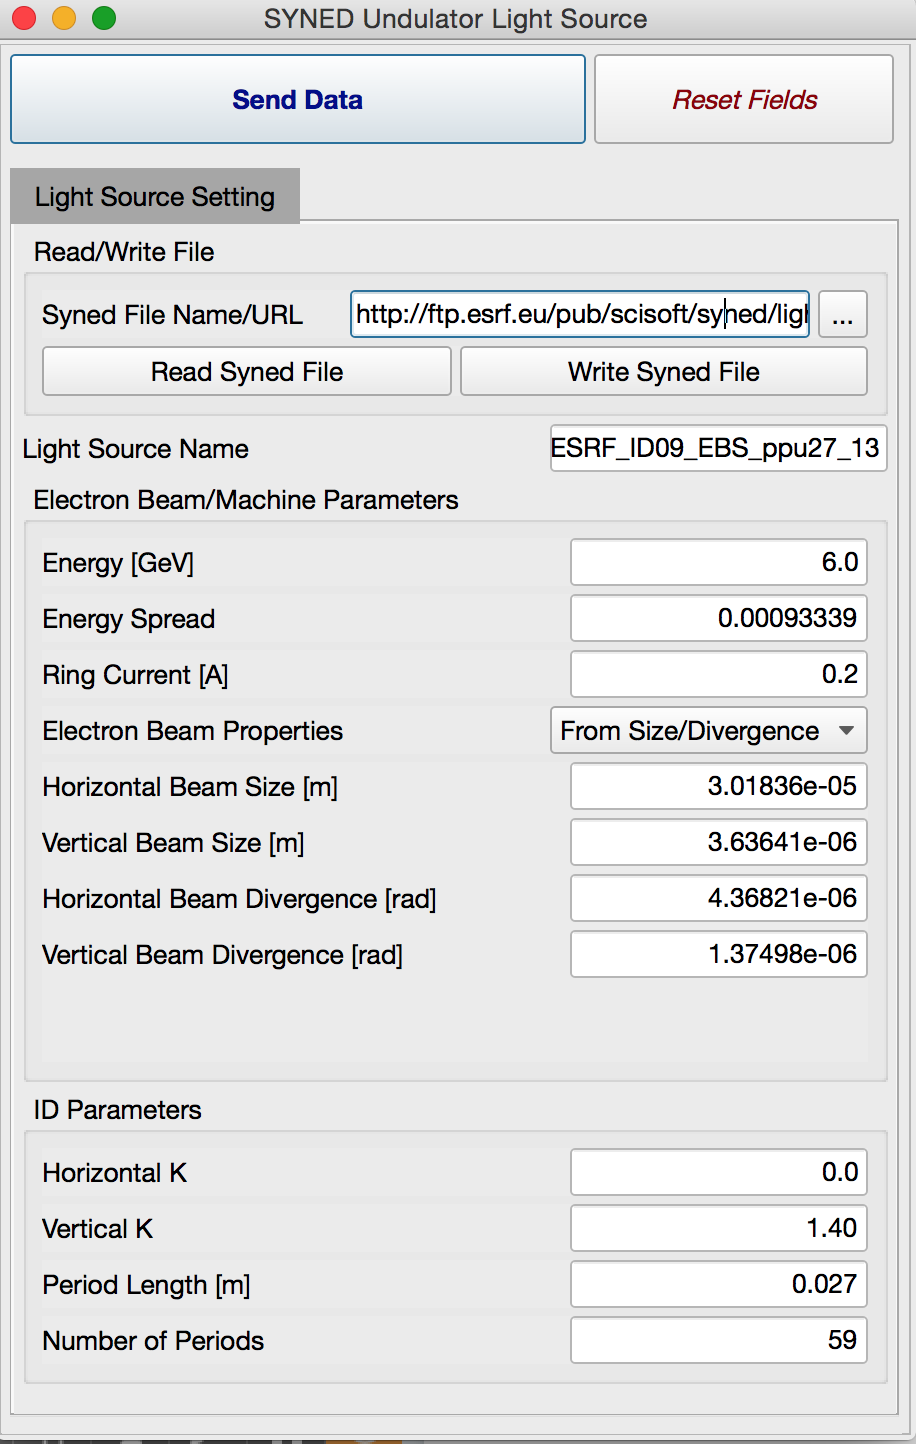 SYNED Undulator Light Source
Send Data
Reset Fields
Light Source Setting
Read/Write File
Syned File Name/URL http://ftp.esrf.eu/pub/scisoft/syned/ligh ...
Read Syned File Write Syned File
Light Source Name ESRF_ID09_EBS_ppu27_13
Electron Beam/Machine Parameters
Energy [GeV] 6.0
Energy Spread 0.00093339
Ring Current [A] 0.2
Electron Beam Properties From Size/Divergence
Horizontal Beam Size [m] 3.01836e-05
Vertical Beam Size [m] 3.63641e-06
Horizontal Beam Divergence [rad] 4.36821e-06
Vertical Beam Divergence [rad] 1.37498e-06
ID Parameters
Horizontal K 0.0
Vertical K 1.40
Period Length [m] 0.027
Number of Periods 59